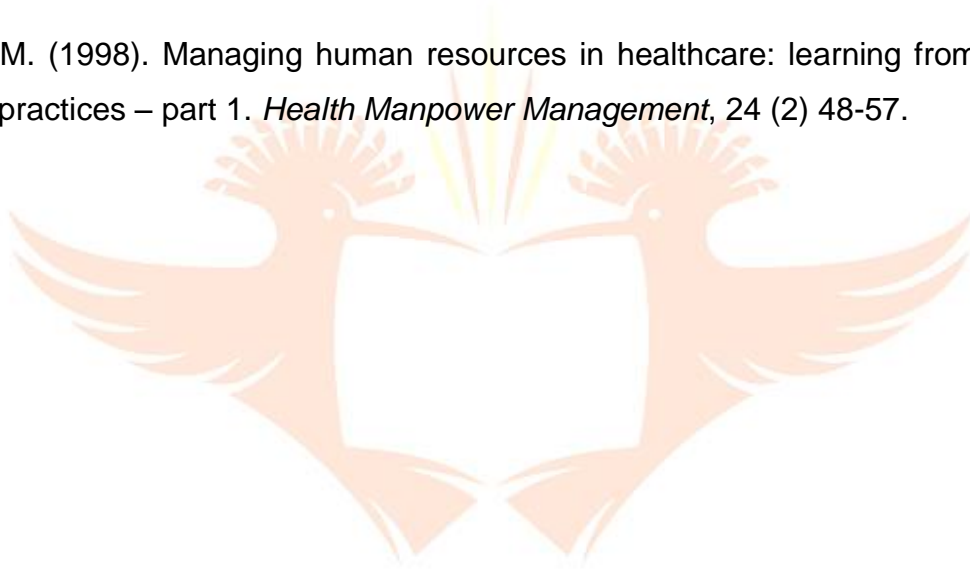 M. (1998). Managing human resources in healthcare: learning from
practices – part 1. Health Manpower Management, 24 (2) 48-57.